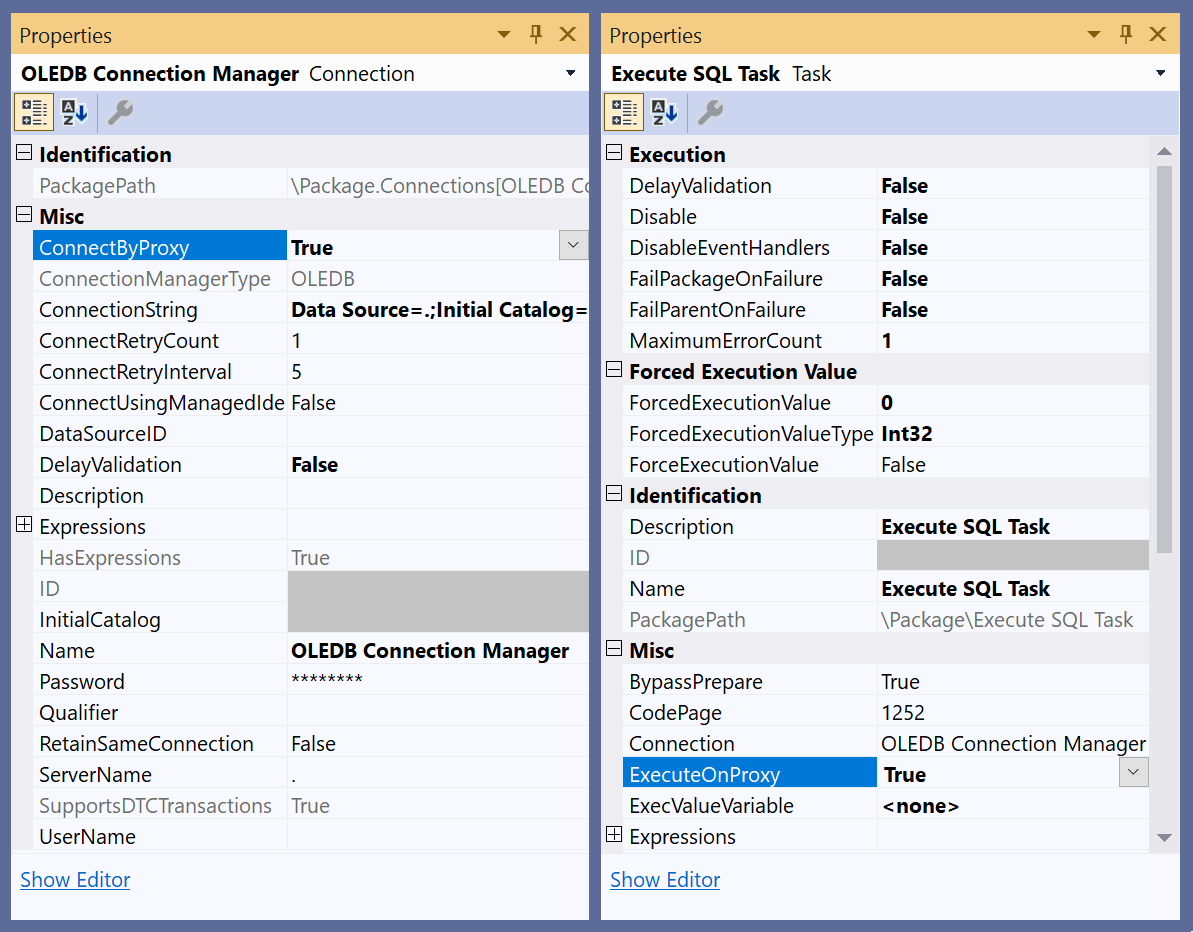 Properties
OLEDB Connection Manager Connection
Identification
PackagePath \Package.Connections[OLEDB Co
Misc
ConnectByProxy True
ConnectionManagerType OLEDB
ConnectionString Data Source=.;Initial Catalog=
ConnectRetryCount 1
ConnectRetryInterval 5
ConnectUsingManagedIde False
DataSourceID
DelayValidation False
Description
Expressions
HasExpressions True
ID
InitialCatalog
Name OLEDB Connection Manager
Password ********
Qualifier
RetainSameConnection False
ServerName .
SupportsDTCTransactions True
UserName
Show Editor
Properties
Execute SQL Task Task
Execution
DelayValidation False
Disable False
DisableEventHandlers False
FailPackageOnFailure False
FailParentOnFailure False
MaximumErrorCount 1
Forced Execution Value
ForcedExecutionValue 0
ForcedExecutionValueType Int32
ForceExecutionValue False
Identification
Description Execute SQL Task
ID
Name Execute SQL Task
PackagePath \Package\Execute SQL Task
Misc
BypassPrepare True
CodePage 1252
Connection OLEDB Connection Manager
ExecuteOnProxy True
ExecValueVariable <none>
Expressions
Show Editor